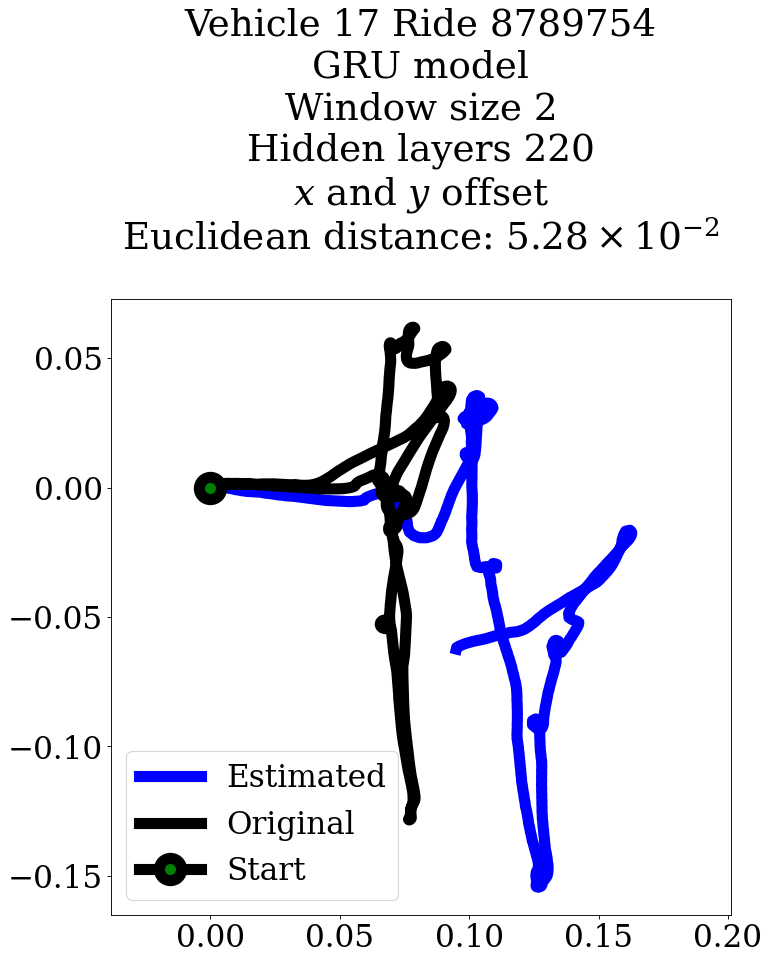 Vehicle 17 Ride 8789754
GRU model
Window size 2
Hidden layers 220
x and y offset
Euclidean distance: 5.28 × 10⁻²
0.05
0.00
−0.05
−0.10
−0.15
Estimated
Original
Start
0.00 0.05 0.10 0.15 0.20